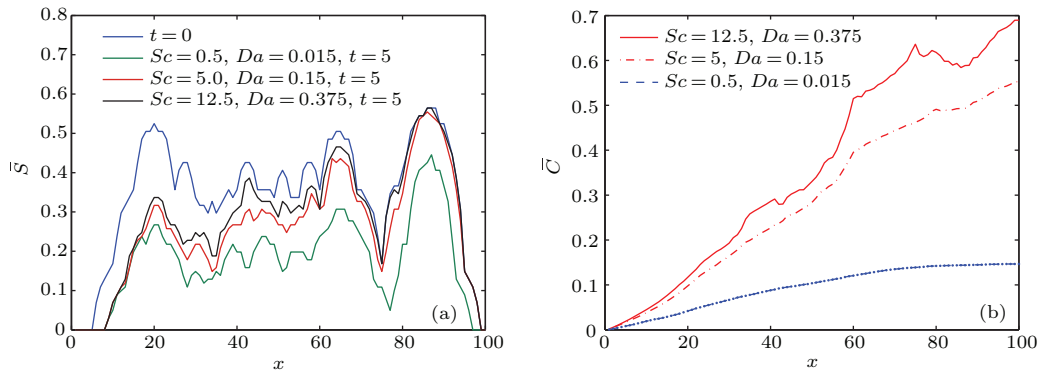 0.8
0.7
0.6
0.5
0.4
0.3
0.2
0.1
0
S̄
t=0
Sc=0.5, Da=0.015, t=5
Sc=5.0, Da=0.15, t=5
Sc=12.5, Da=0.375, t=5
(a)
0 20 40 60 80 100
x
0.7
0.6
0.5
0.4
0.3
0.2
0.1
0
C̄
Sc=12.5, Da=0.375
Sc=5, Da=0.15
Sc=0.5, Da=0.015
(b)
0 20 40 60 80 100
x